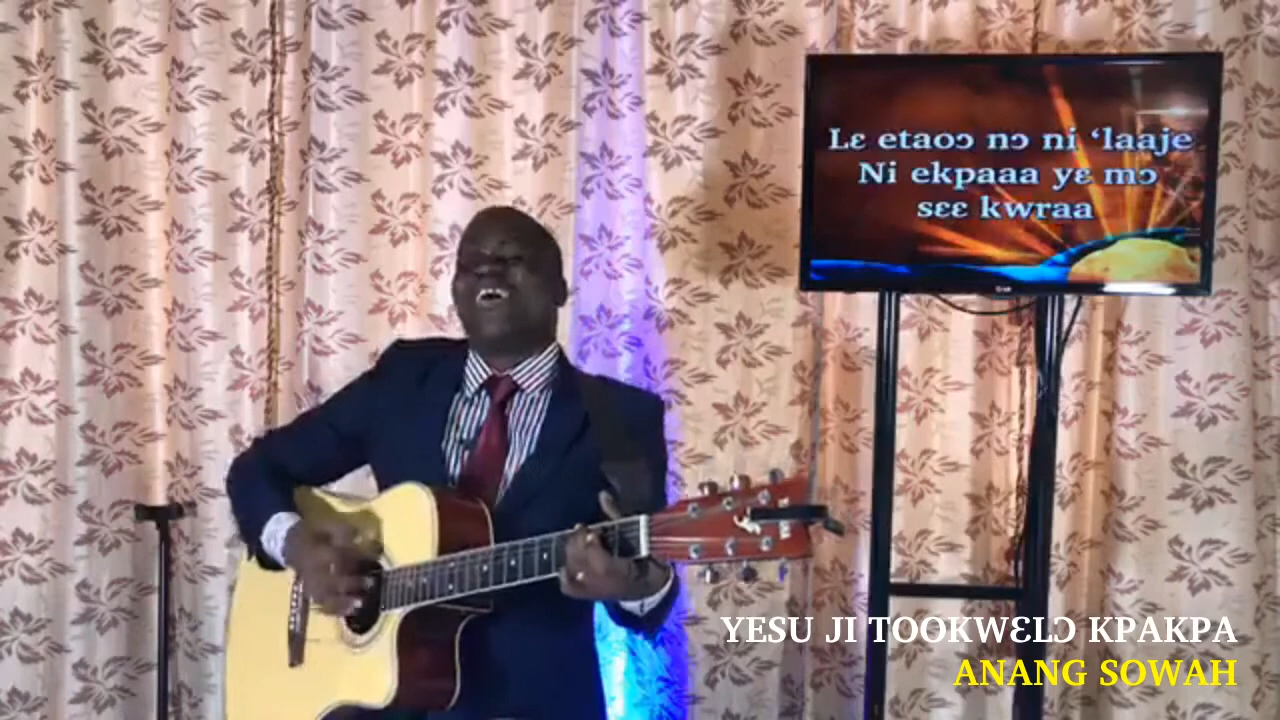 Lɛ etaoɔ nɔ ni ‘laaje
Ni ekpaaa yɛ mɔ
sɛɛ kwraa
YESU JI TOOKWƐLƆ KPAKPA
ANANG SOWAH